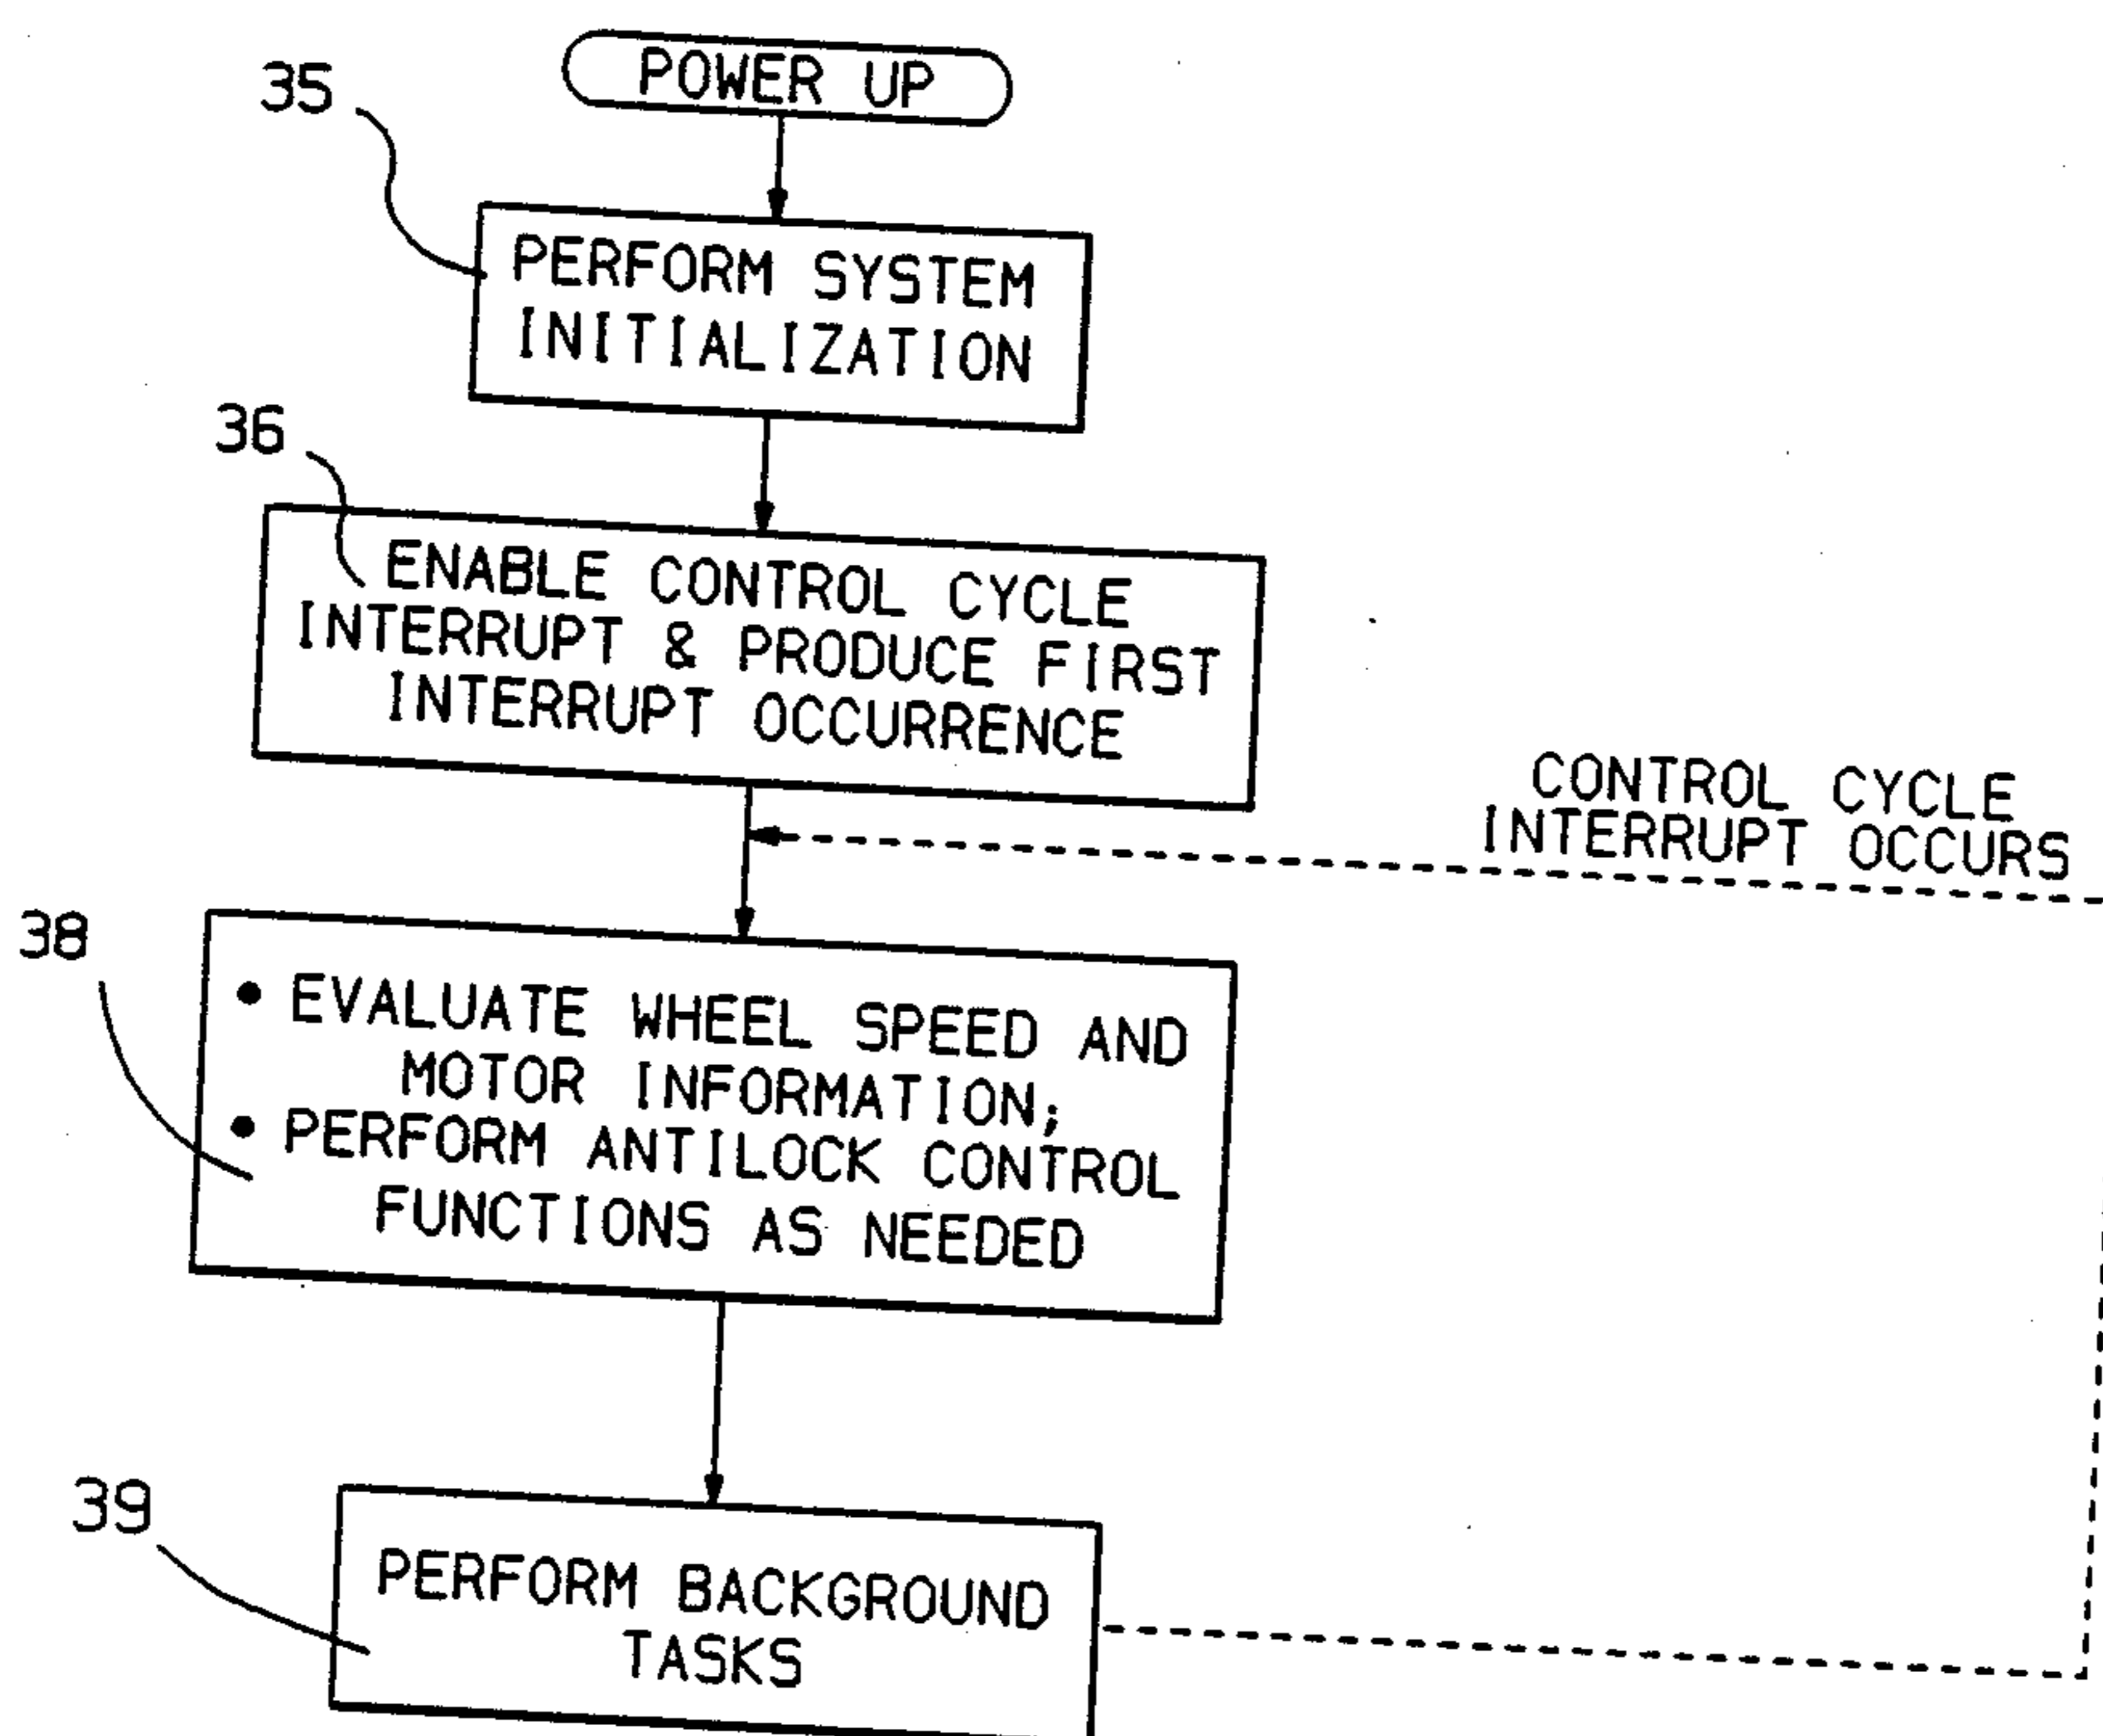 POWER UP
35
PERFORM SYSTEM
INITIALIZATION
36
ENABLE CONTROL CYCLE
INTERRUPT & PRODUCE FIRST
INTERRUPT OCCURRENCE
CONTROL CYCLE
INTERRUPT OCCURS
38
• EVALUATE WHEEL SPEED AND
MOTOR INFORMATION;
• PERFORM ANTILOCK CONTROL
FUNCTIONS AS NEEDED
39
PERFORM BACKGROUND
TASKS